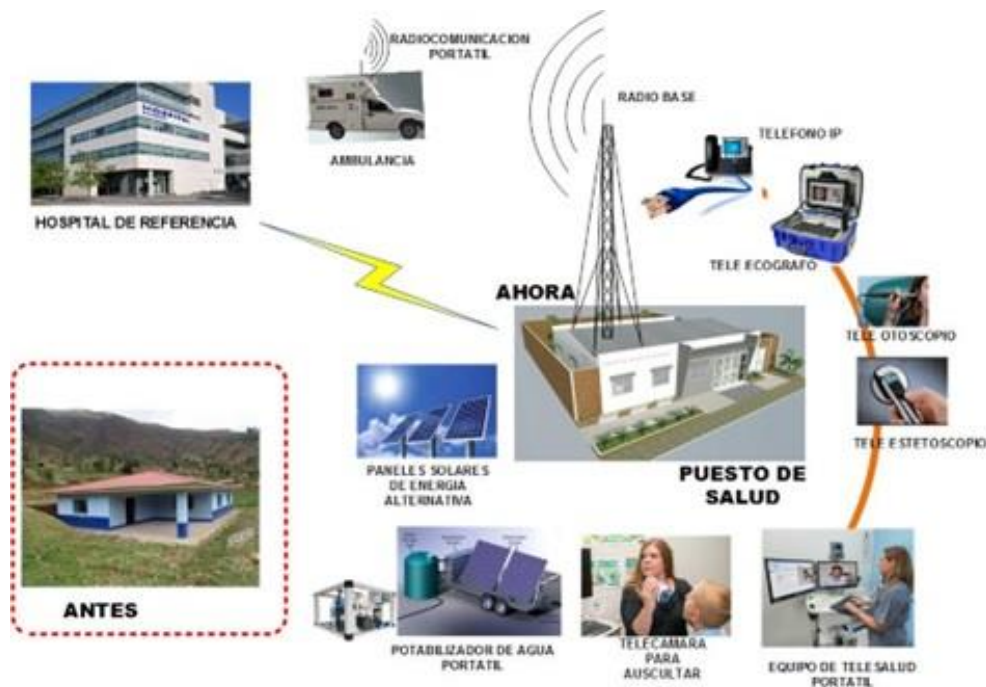 RADIOCOMUNICACION
PORTATIL
RADIO BASE
TELEFONO IP
AMBULANCIA
HOSPITAL DE REFERENCIA
TELE ECOGRAFO
AHORA
TELE OTOSCOPIO
TELE ESTETOSCOPIO
PANELES SOLARES
DE ENERGIA
ALTERNATIVA
PUESTO DE
SALUD
ANTES
POTABILIZADOR DE AGUA
PORTATIL
TELECAMARA
PARA
AUSCULTAR
EQUIPO DE TELESALUD
PORTATIL